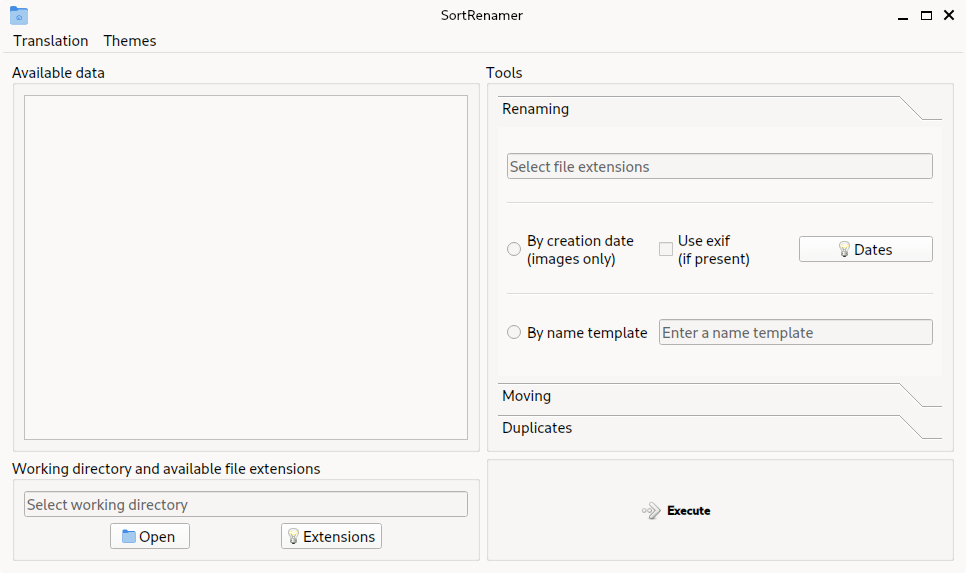 SortRenamer
Translation Themes
Available data
Tools
Renaming
Select file extensions
By creation date
(images only)
Use exif
(if present)
Dates
By name template
Enter a name template
Moving
Duplicates
Working directory and available file extensions
Select working directory
Open
Extensions
Execute